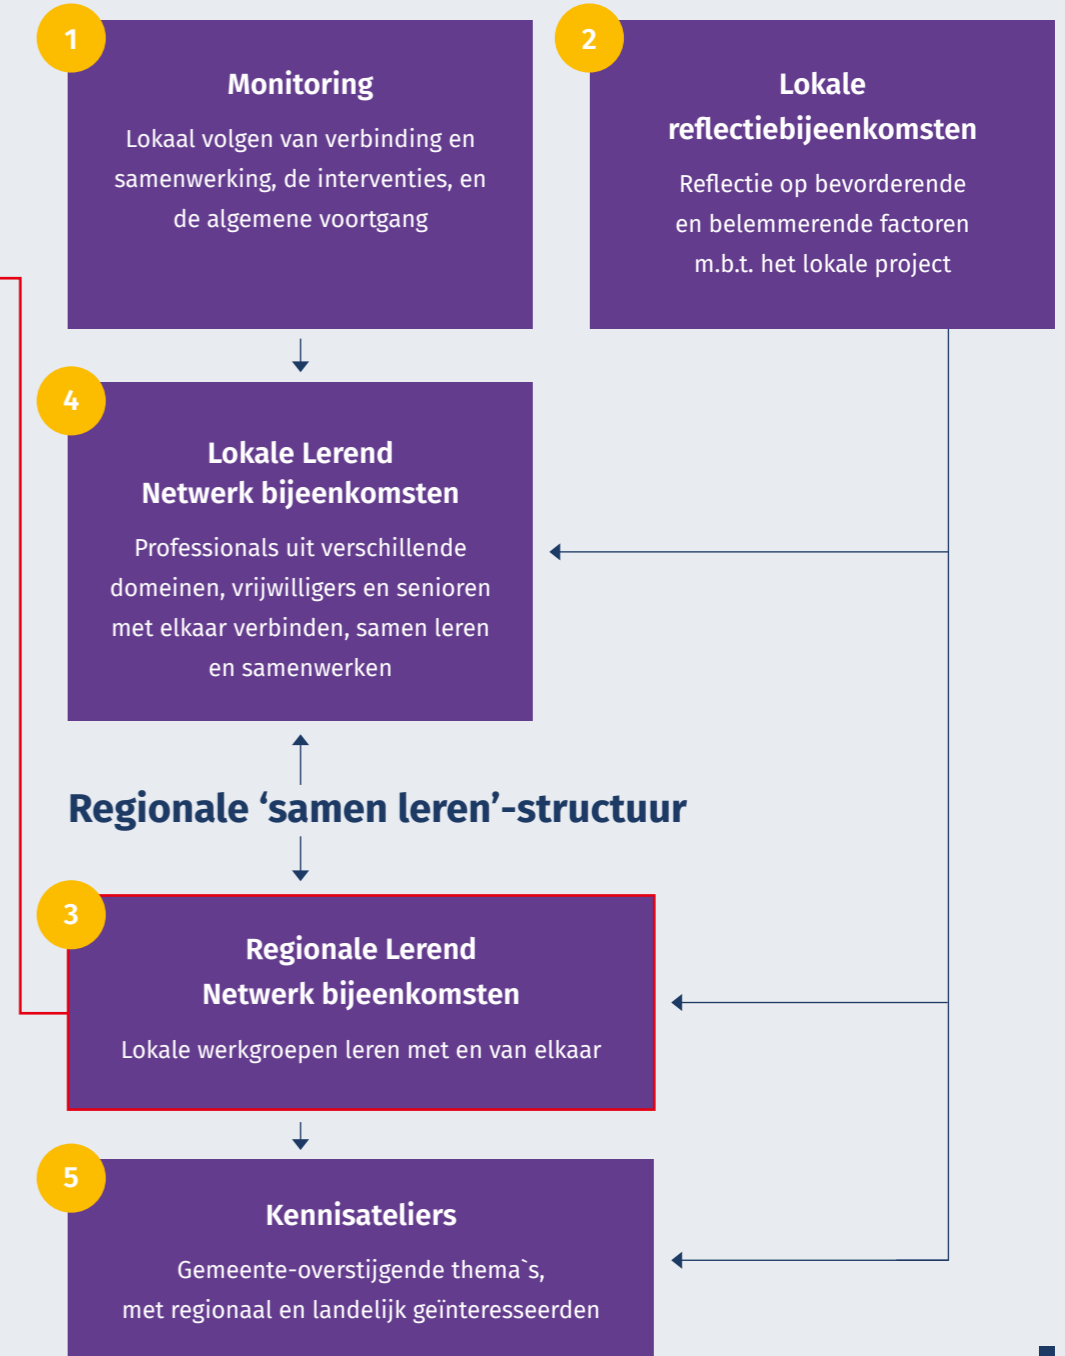 1
Monitoring
Lokaal volgen van verbinding en
samenwerking, de interventies, en
de algemene voortgang
2
Lokale
reflectiebijeenkomsten
Reflectie op bevorderende
en belemmerende factoren
m.b.t. het lokale project
4
Lokale Lerend
Netwerk bijeenkomsten
Professionals uit verschillende
domeinen, vrijwilligers en senioren
met elkaar verbinden, samen leren
en samenwerken
Regionale ‘samen leren’-structuur
3
Regionale Lerend
Netwerk bijeenkomsten
Lokale werkgroepen leren met en van elkaar
5
Kennisateliers
Gemeente-overstijgende thema`s,
met regionaal en landelijk geïnteresseerden